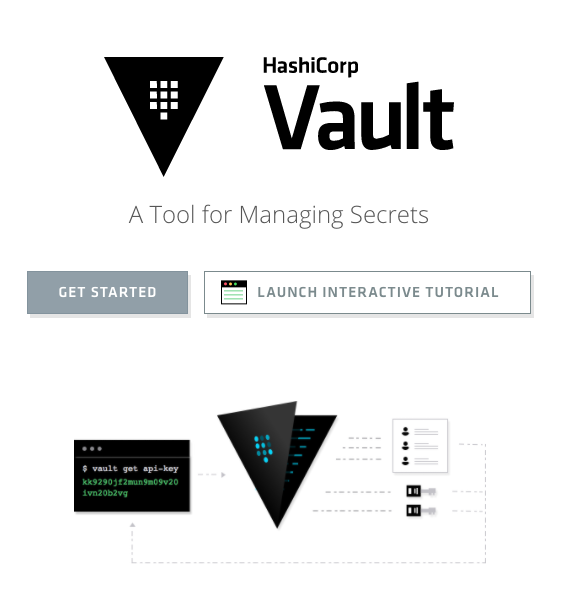 HashiCorp
Vault
A Tool for Managing Secrets
GET STARTED
LAUNCH INTERACTIVE TUTORIAL
$ vault get api-key
kk9290jf2mun9m09v20
ivn20b2vg